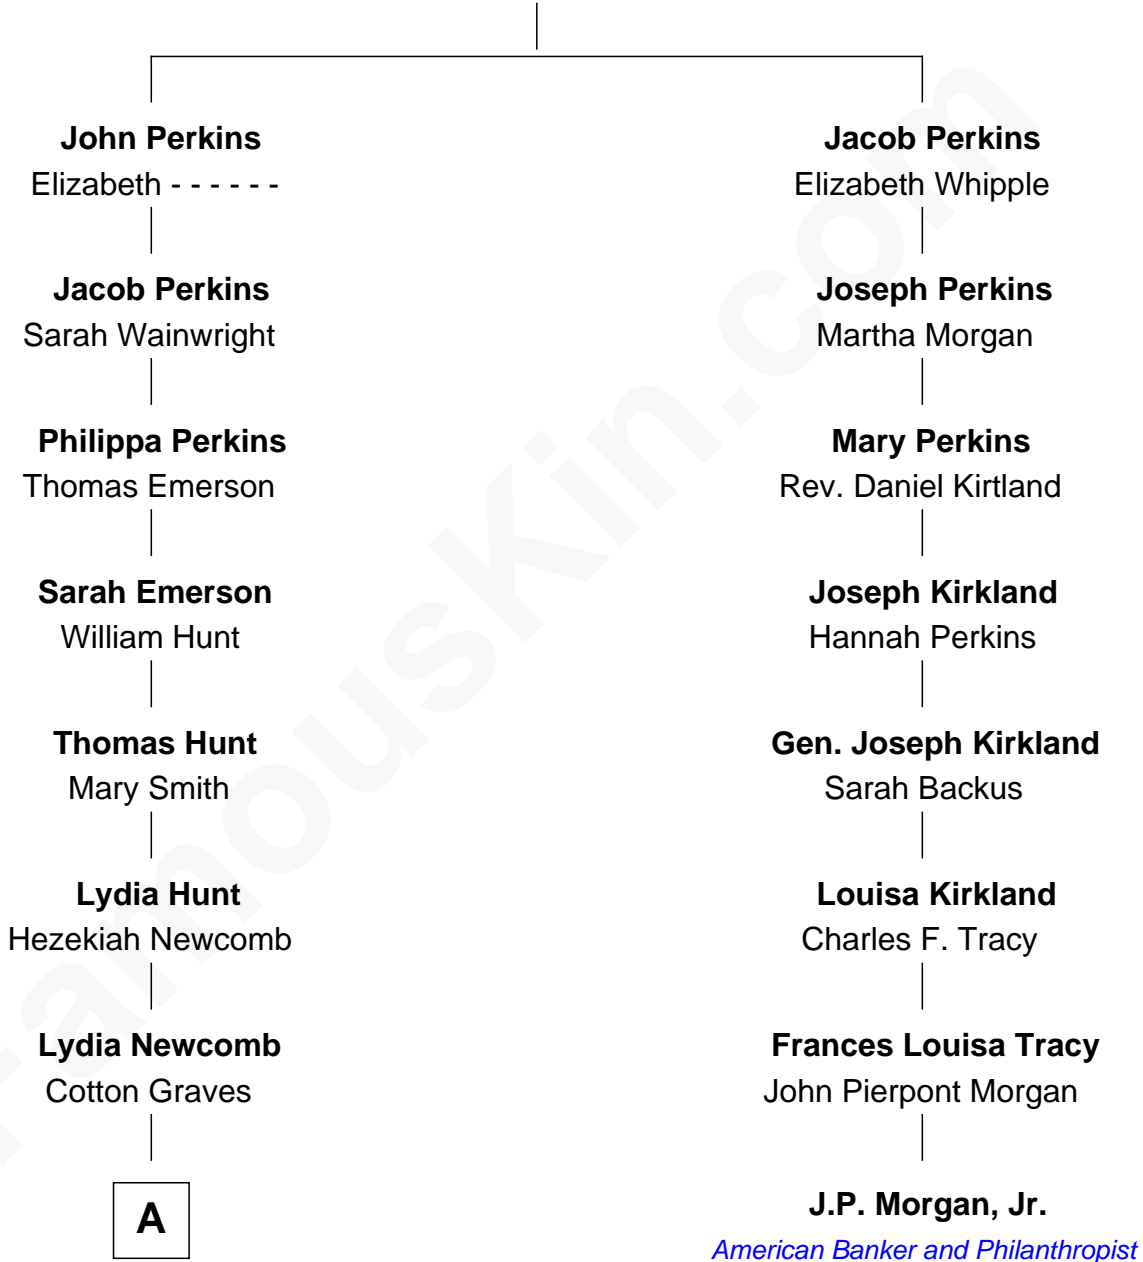 John Perkins
Elizabeth - - - - - -
Jacob Perkins
Sarah Wainwright
Philippa Perkins
Thomas Emerson
Sarah Emerson
William Hunt
Thomas Hunt
Mary Smith
Lydia Hunt
Hezekiah Newcomb
Lydia Newcomb
Cotton Graves
A
Jacob Perkins
Elizabeth Whipple
Joseph Perkins
Martha Morgan
Mary Perkins
Rev. Daniel Kirtland
Joseph Kirkland
Hannah Perkins
Gen. Joseph Kirkland
Sarah Backus
Louisa Kirkland
Charles F. Tracy
Frances Louisa Tracy
John Pierpont Morgan
J.P. Morgan, Jr.
American Banker and Philanthropist
FamousKin.com